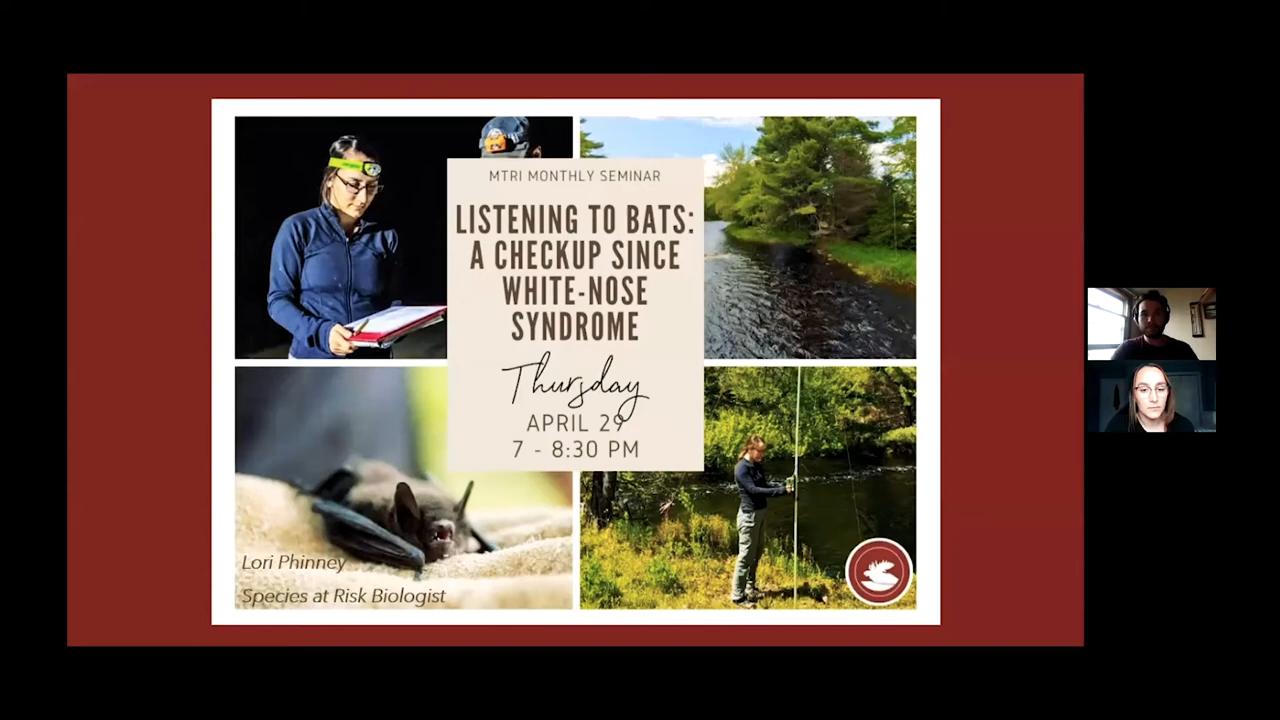 MTRI MONTHLY SEMINAR
LISTENING TO BATS:
A CHECKUP SINCE
WHITE-NOSE
SYNDROME
Thursday
APRIL 29
7 - 8:30 PM
Lori Phinney
Species at Risk Biologist